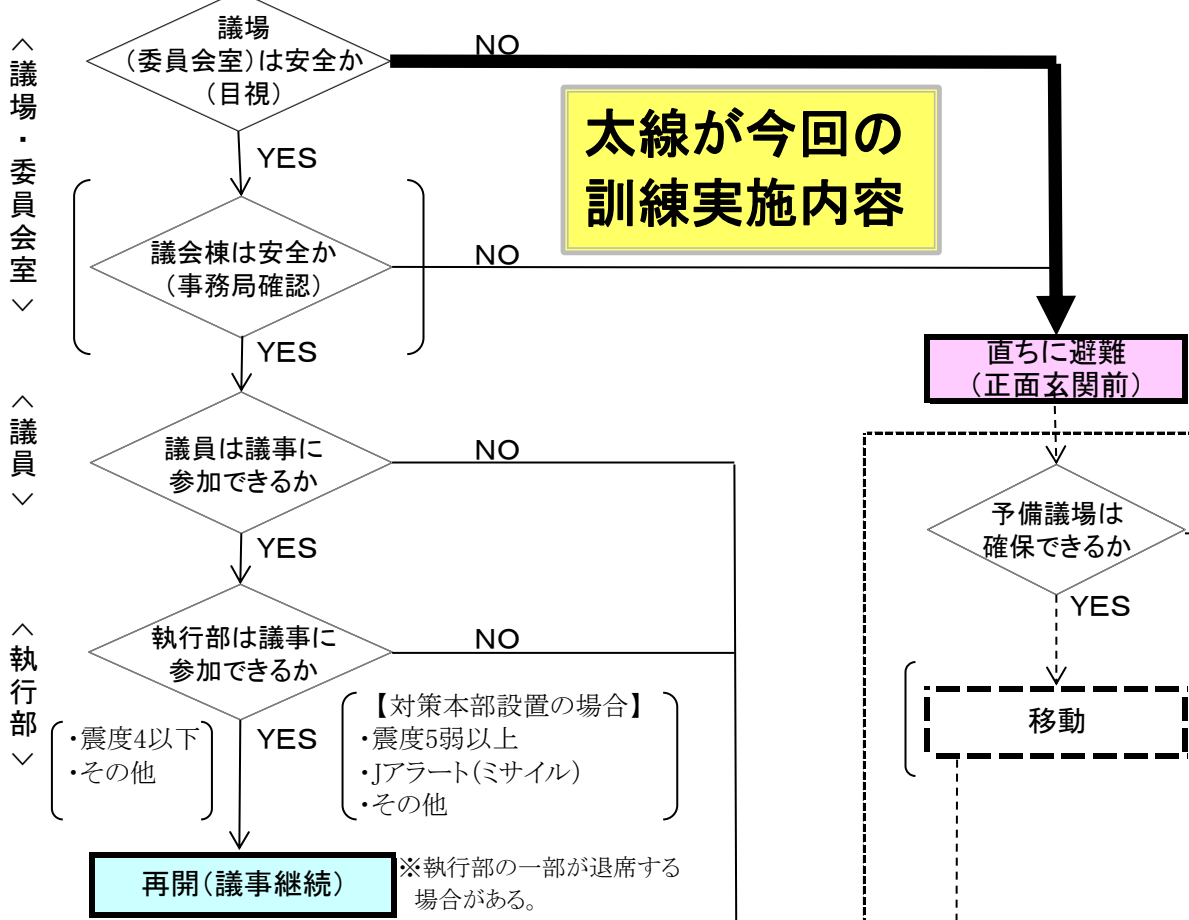 〈議場・委員会室〉
議場
（委員会室）は安全か
（目視）
NO
YES
太線が今回の
訓練実施内容
議会棟は安全か
（事務局確認）
NO
YES
直ちに避難
（正面玄関前）
〈議員〉
議員は議事に
参加できるか
NO
YES
予備議場は
確保できるか
YES
移動
〈執行部〉
執行部は議事に
参加できるか
NO
YES
・震度4以下
・その他
【対策本部設置の場合】
・震度5弱以上
・Jアラート（ミサイル）
・その他
再開（議事継続）
※執行部の一部が退席する
場合がある。